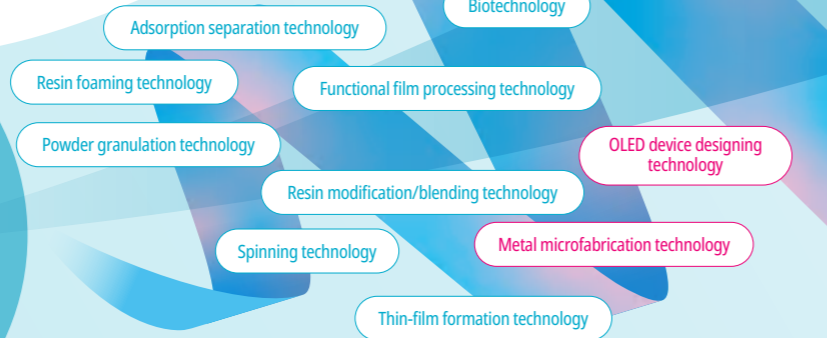 Biotechnology
Adsorption separation technology
Resin foaming technology
Functional film processing technology
Powder granulation technology
OLED device designing
technology
Resin modification/blending technology
Metal microfabrication technology
Spinning technology
Thin-film formation technology